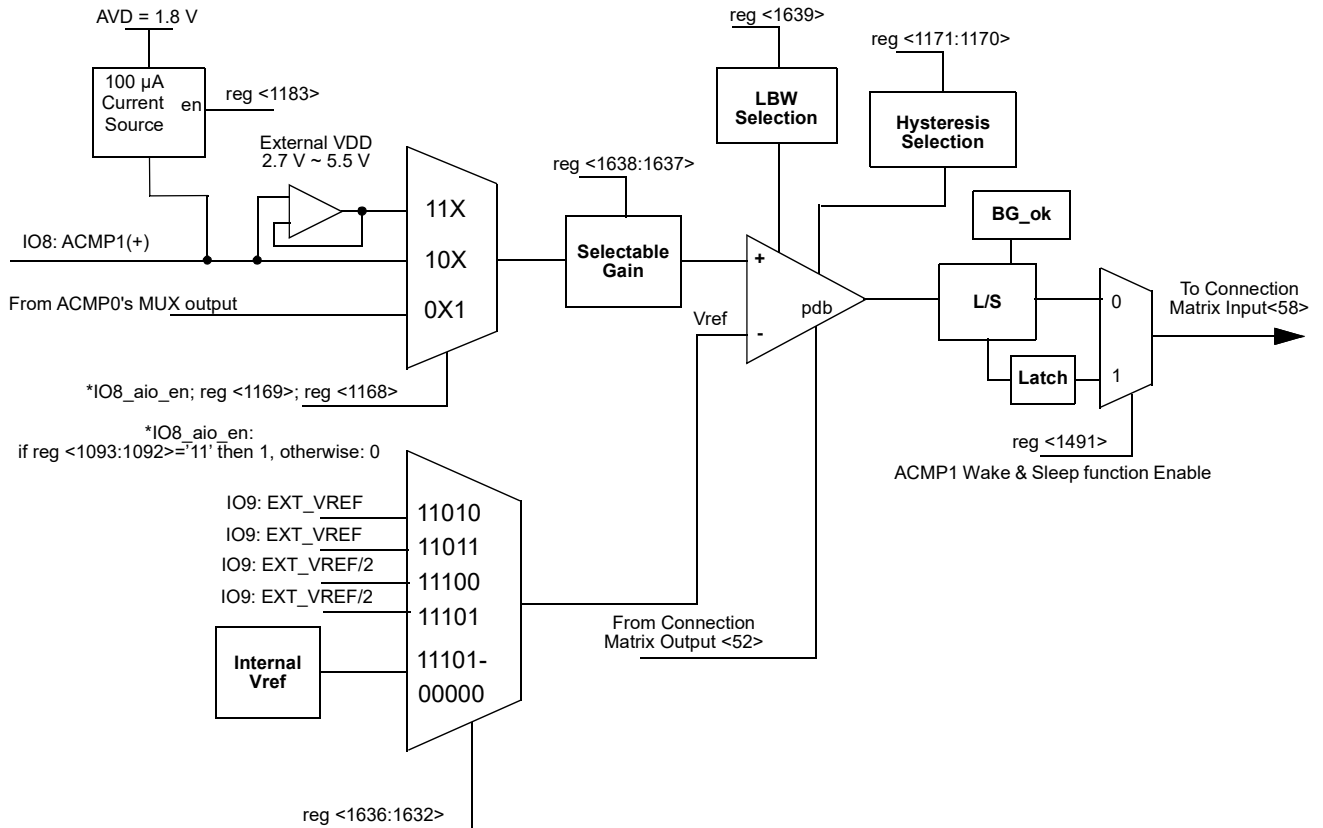 AVD = 1.8 V
100 µA
Current
Source
en
reg <1183>
External VDD
2.7 V ~ 5.5 V
IO8: ACMP1(+)
From ACMP0's MUX output
11X
10X
0X1
*IO8_aio_en; reg <1169>; reg <1168>
*IO8_aio_en:
if reg <1093:1092>='11' then 1, otherwise: 0
reg <1638:1637>
Selectable
Gain
reg <1639>
LBW
Selection
reg <1171:1170>
Hysteresis
Selection
+
-
pdb
Vref
BG_ok
L/S
Latch
0
1
To Connection
Matrix Input<58>
reg <1491>
ACMP1 Wake & Sleep function Enable
IO9: EXT_VREF
IO9: EXT_VREF
IO9: EXT_VREF/2
IO9: EXT_VREF/2
11010
11011
11100
11101
11101-
00000
Internal
Vref
From Connection
Matrix Output <52>
reg <1636:1632>